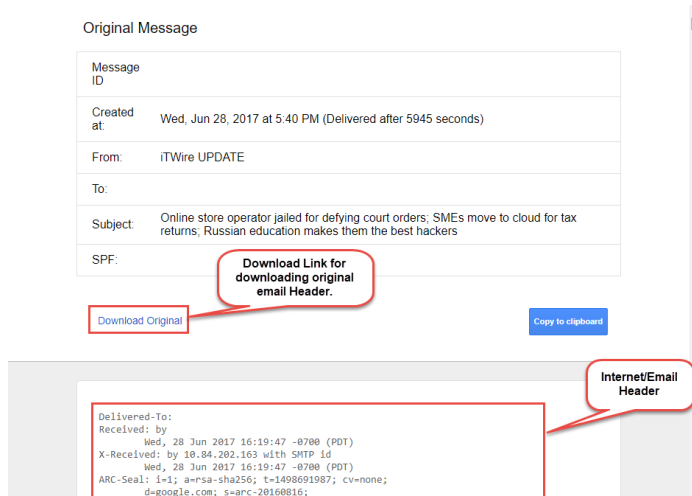 Original Message
Message
ID
Created
at:
Wed, Jun 28, 2017 at 5:40 PM (Delivered after 5945 seconds)
From:
iTWire UPDATE
To:
Subject:
Online store operator jailed for defying court orders; SMEs move to cloud for tax
returns; Russian education makes them the best hackers
SPF:
Download Link for
downloading original
email Header.
Download Original
Copy to clipboard
Internet/Email
Header
Delivered-To:
Received: by
Wed, 28 Jun 2017 16:19:47 -0700 (PDT)
X-Received: by 10.84.202.163 with SMTP id
Wed, 28 Jun 2017 16:19:47 -0700 (PDT)
ARC-Seal: i=1; a=rsa-sha256; t=1498691987; cv=none;
d=google.com; s=arc-20160816;